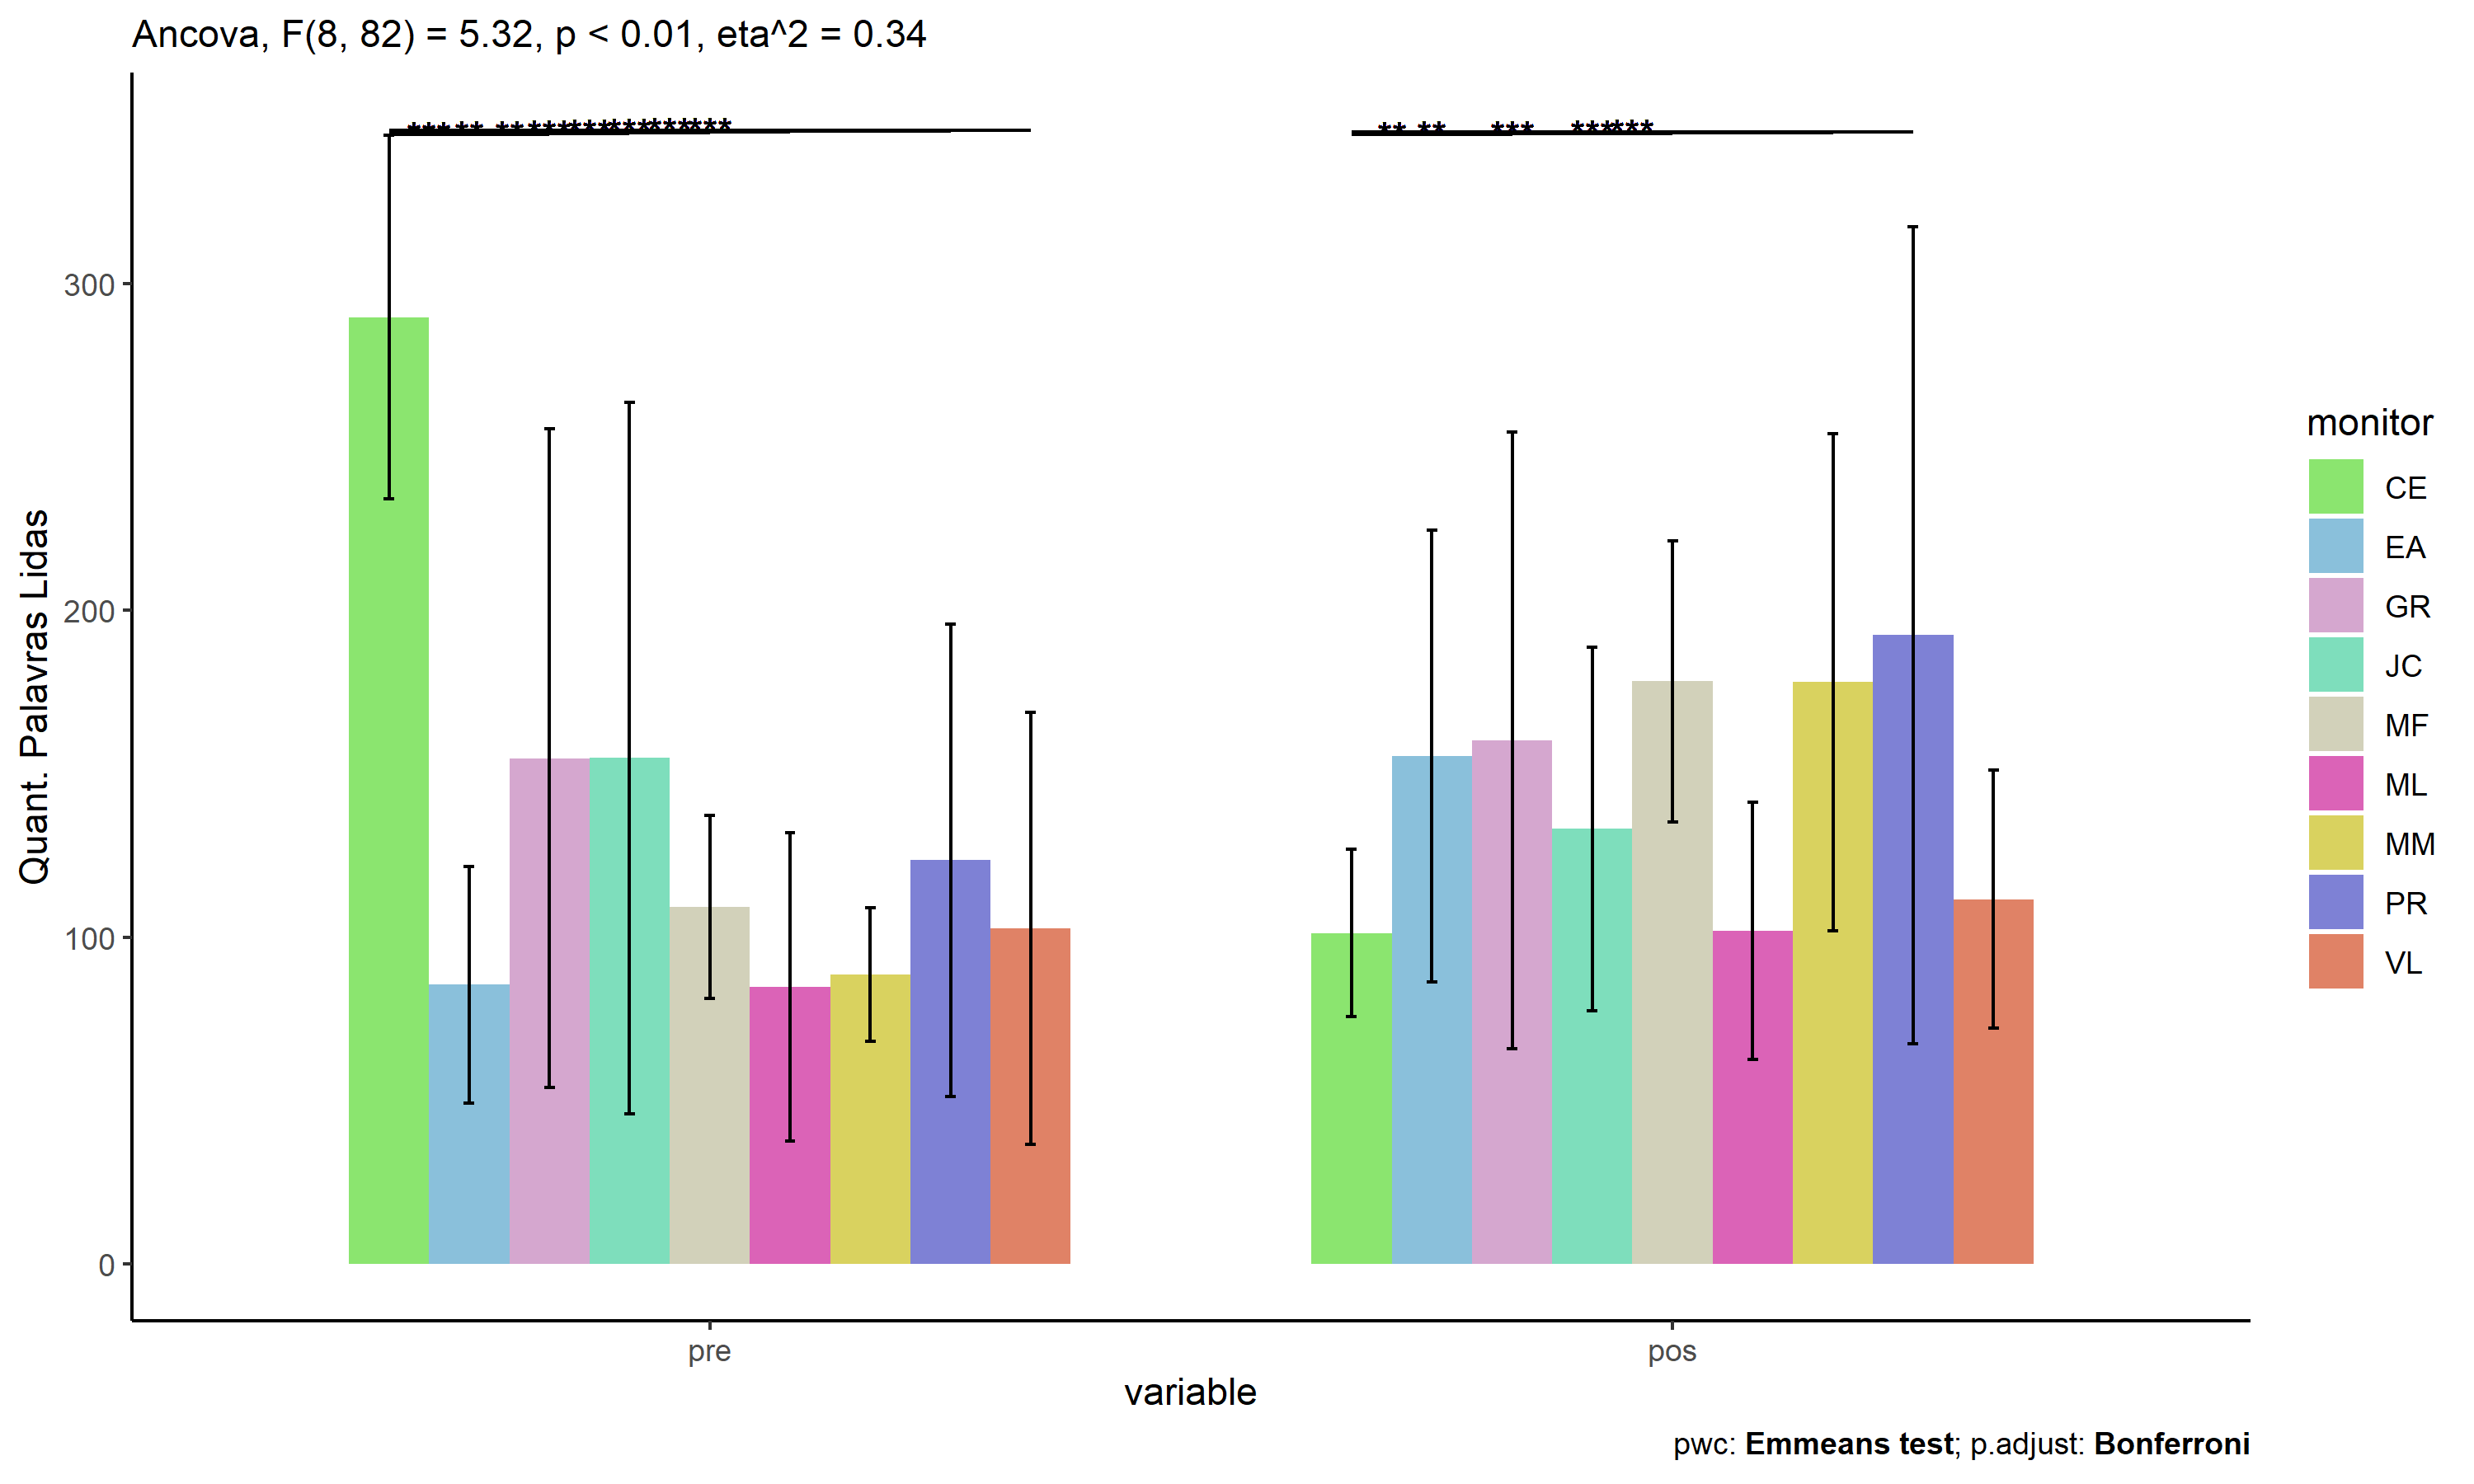 Ancova, F(8, 82) = 5.32, p < 0.01, eta^2 = 0.34
Quant. Palavras Lidas
300
200
100
0
pre
pos
variable
monitor
CE
EA
GR
JC
MF
ML
MM
PR
VL
pwc: Emmeans test; p.adjust: Bonferroni